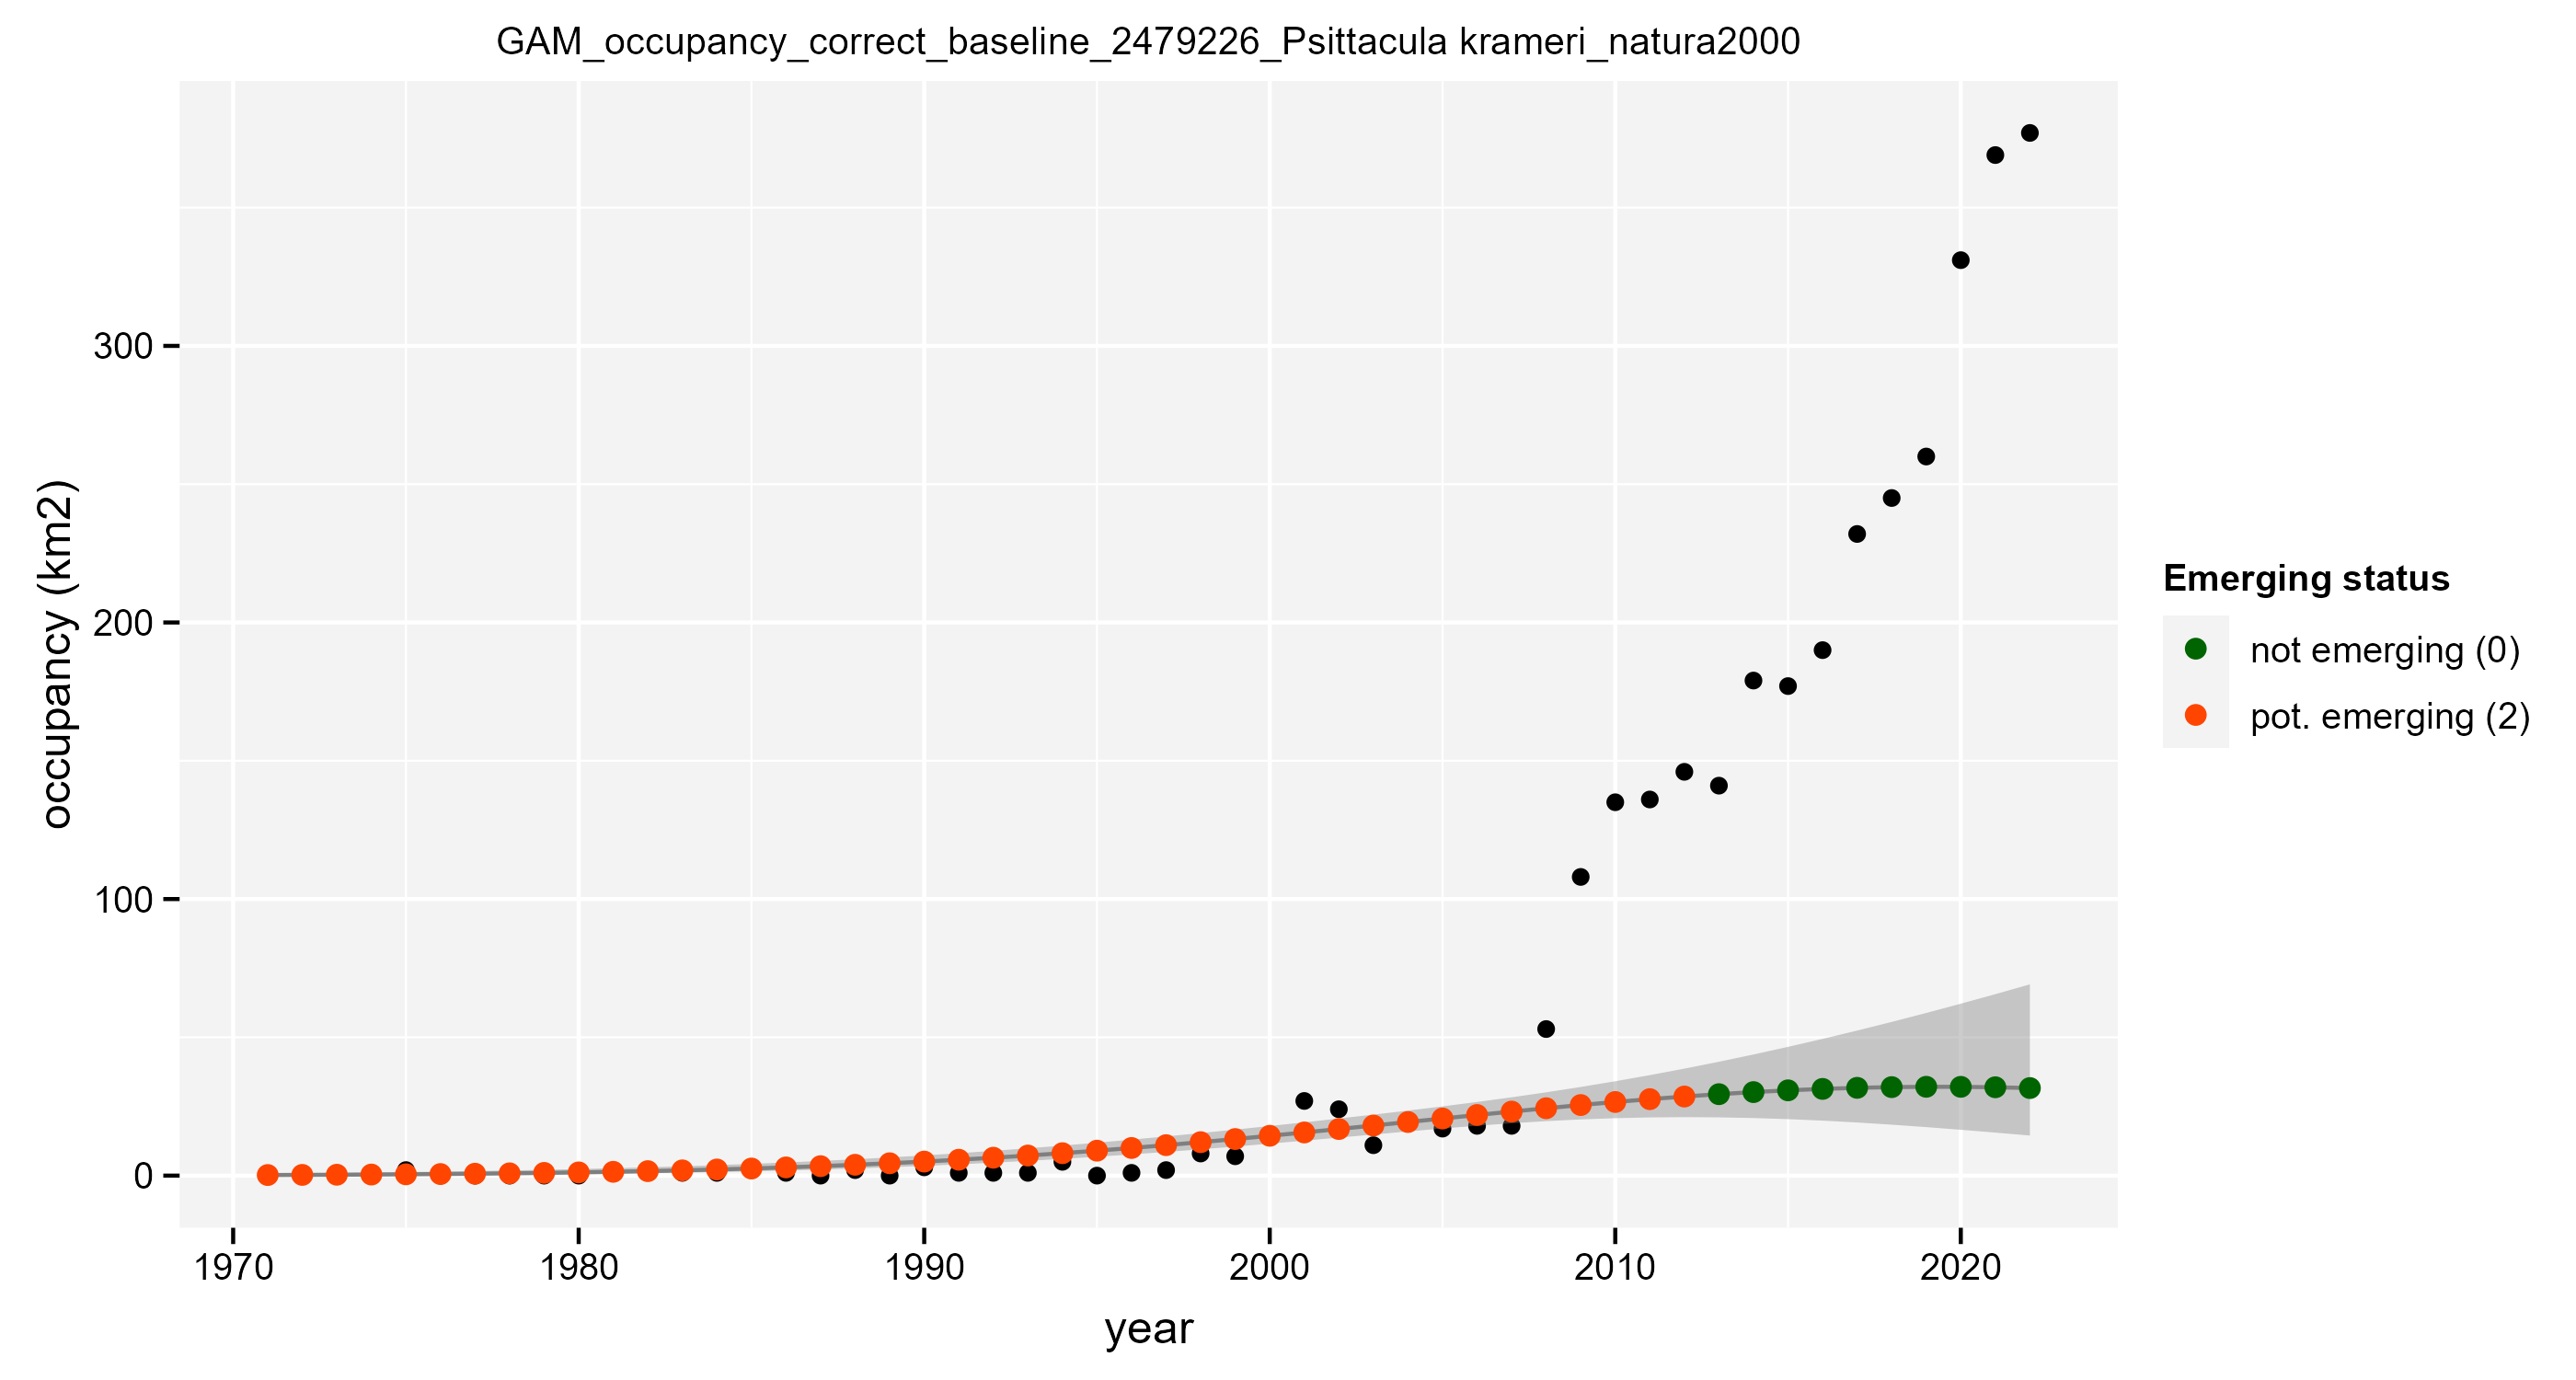 GAM_occupancy_correct_baseline_2479226_Psittacula krameri_natura2000
occupancy (km2)
300
200
100
0
1970 1980 1990 2000 2010 2020
year
Emerging status
not emerging (0)
pot. emerging (2)